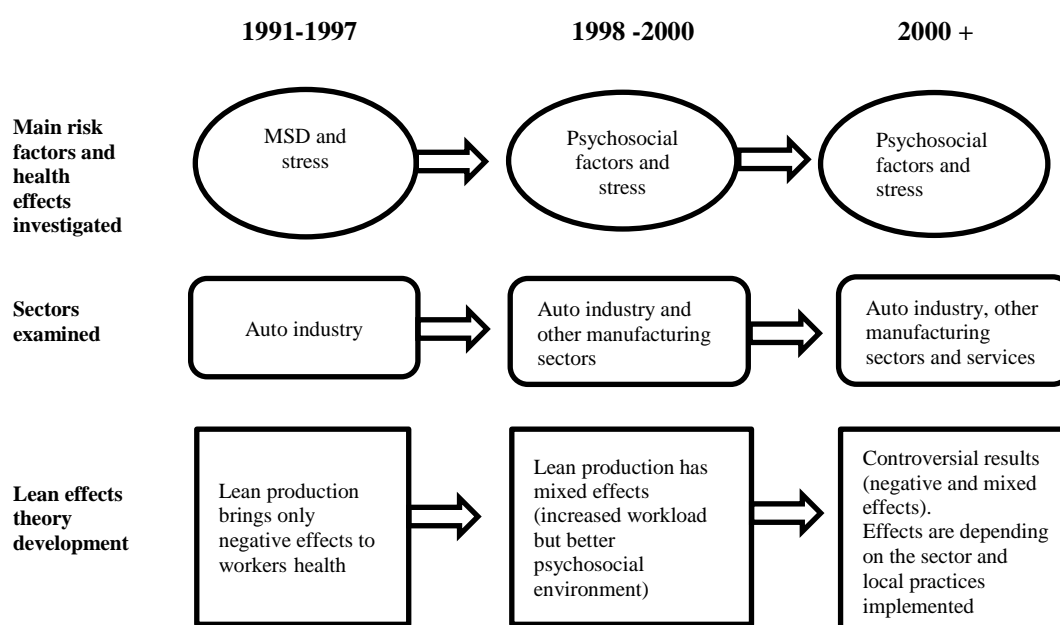 1991-1997
1998 -2000
2000 +
Main risk
factors and
health
effects
investigated
MSD and
stress
Psychosocial
factors and
stress
Psychosocial
factors and
stress
Sectors
examined
Auto industry
Auto industry and
other manufacturing
sectors
Auto industry, other
manufacturing
sectors and services
Lean effects
theory
development
Lean production
brings only
negative effects to
workers health
Lean production has
mixed effects
(increased workload
but better
psychosocial
environment)
Controversial results
(negative and mixed
effects).
Effects are depending
on the sector and
local practices
implemented